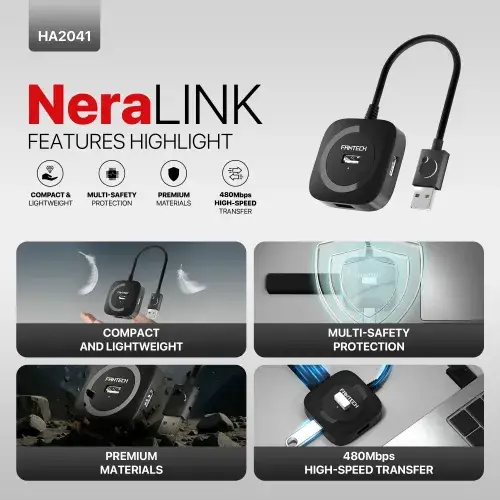 HA2041
NeraLINK
FEATURES HIGHLIGHT
FANTECH
COMPACT &
LIGHTWEIGHT
MULTI-SAFETY
PROTECTION
PREMIUM
MATERIALS
480Mbps
HIGH-SPEED
TRANSFER
COMPACT
AND LIGHTWEIGHT
MULTI-SAFETY
PROTECTION
FANTECH
PREMIUM
MATERIALS
FANTECH
480Mbps
HIGH-SPEED TRANSFER